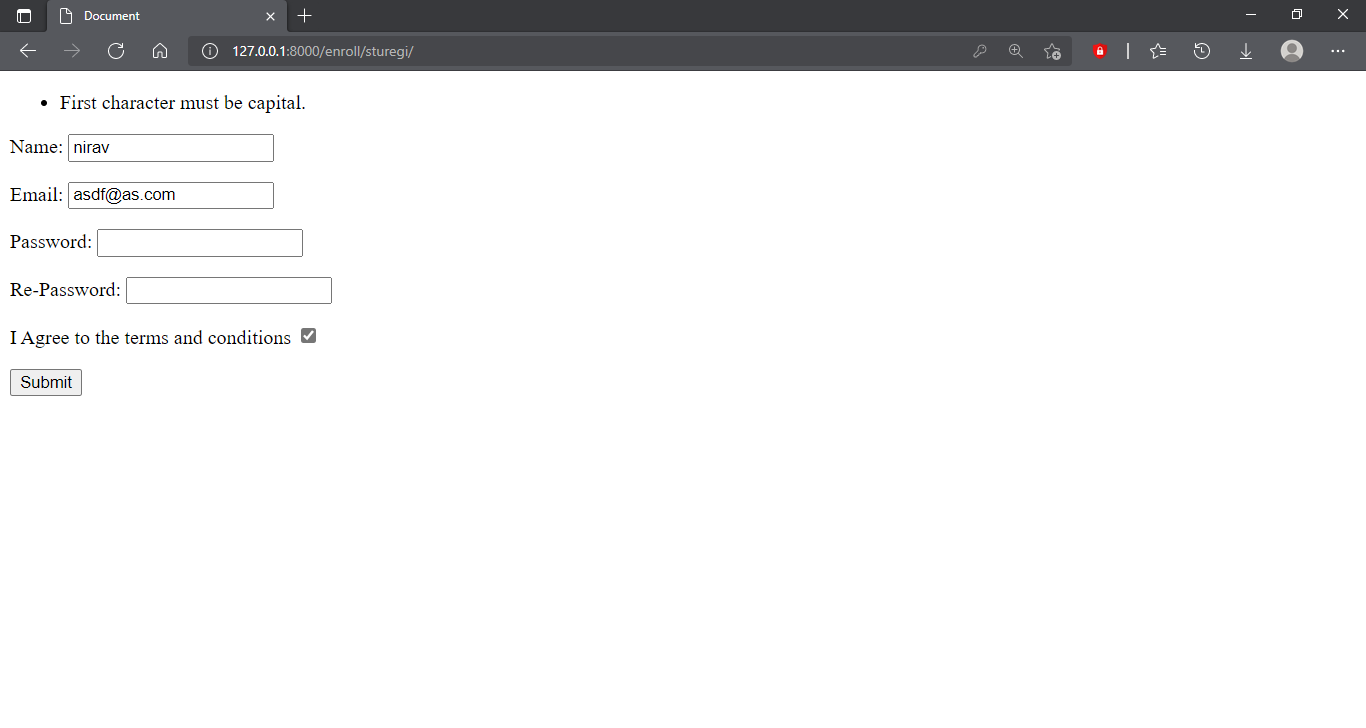 Document
127.0.0.1:8000/enroll/sturegi/
First character must be capital.
Name: nirav
Email: asdf@as.com
Password:
Re-Password:
I Agree to the terms and conditions
Submit